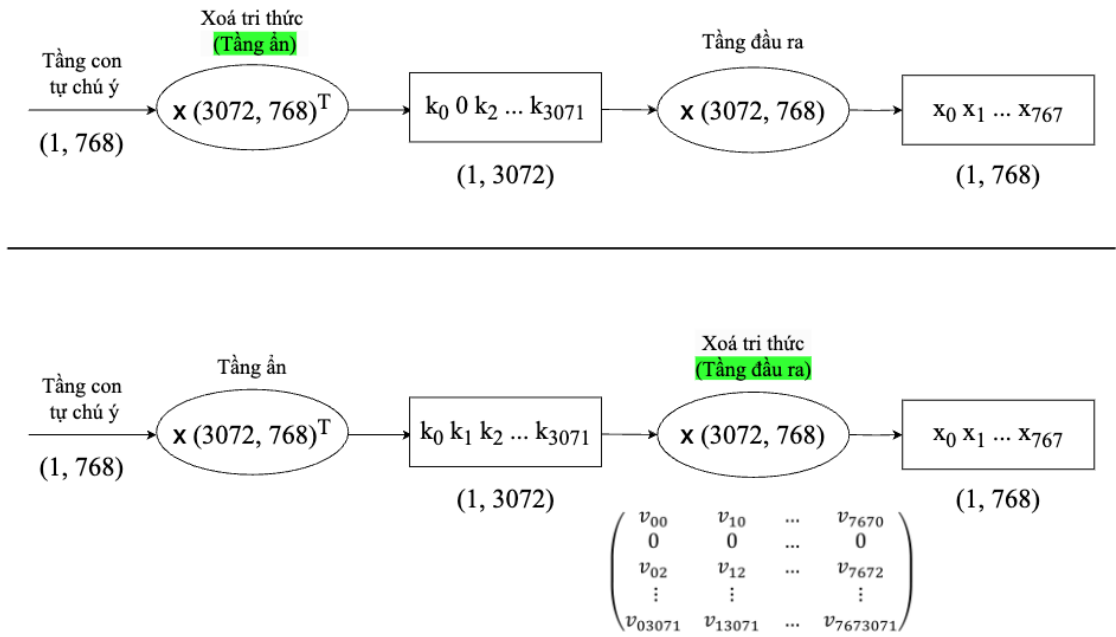 Xoá tri thức
(Tầng ẩn)
Tầng đầu ra
Tầng con
tự chú ý
x (3072, 768)ᵀ
k₀ 0 k₂ ... k₃₀₇₁
x (3072, 768)
x₀ x₁ ... x₇₆₇
(1, 768)
(1, 3072)
(1, 768)
Xoá tri thức
(Tầng đầu ra)
Tầng ẩn
Tầng con
tự chú ý
x (3072, 768)ᵀ
k₀ k₁ k₂ ... k₃₀₇₁
x (3072, 768)
x₀ x₁ ... x₇₆₇
(1, 768)
(1, 3072)
(1, 768)
v₀₀ v₁₀ ... v₇₆₇₀
0 0 ... 0
v₀₂ v₁₂ ... v₇₆₇₂
⋮ ⋮ ⋮
v₀₃₀₇₁ v₁₃₀₇₁ ... v₇₆₇₃₀₇₁